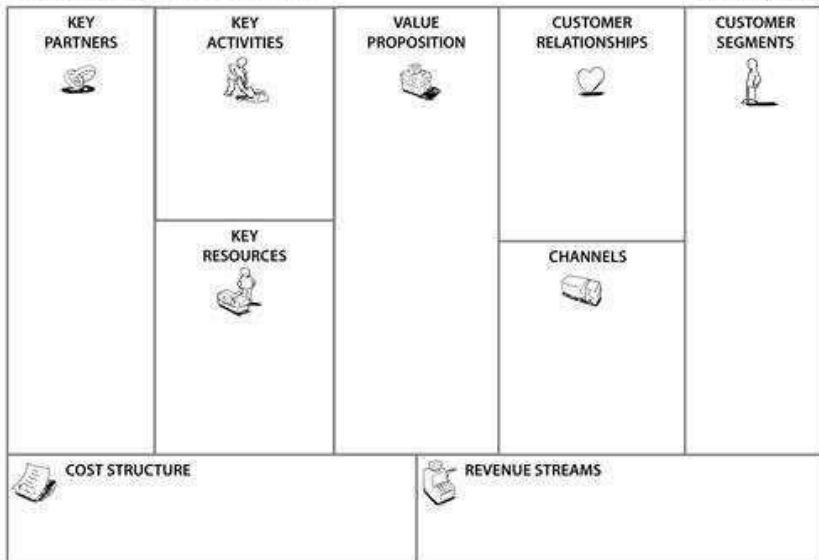 KEY
PARTNERS
KEY
ACTIVITIES
KEY
RESOURCES
VALUE
PROPOSITION
CUSTOMER
RELATIONSHIPS
CHANNELS
CUSTOMER
SEGMENTS
COST STRUCTURE
REVENUE STREAMS